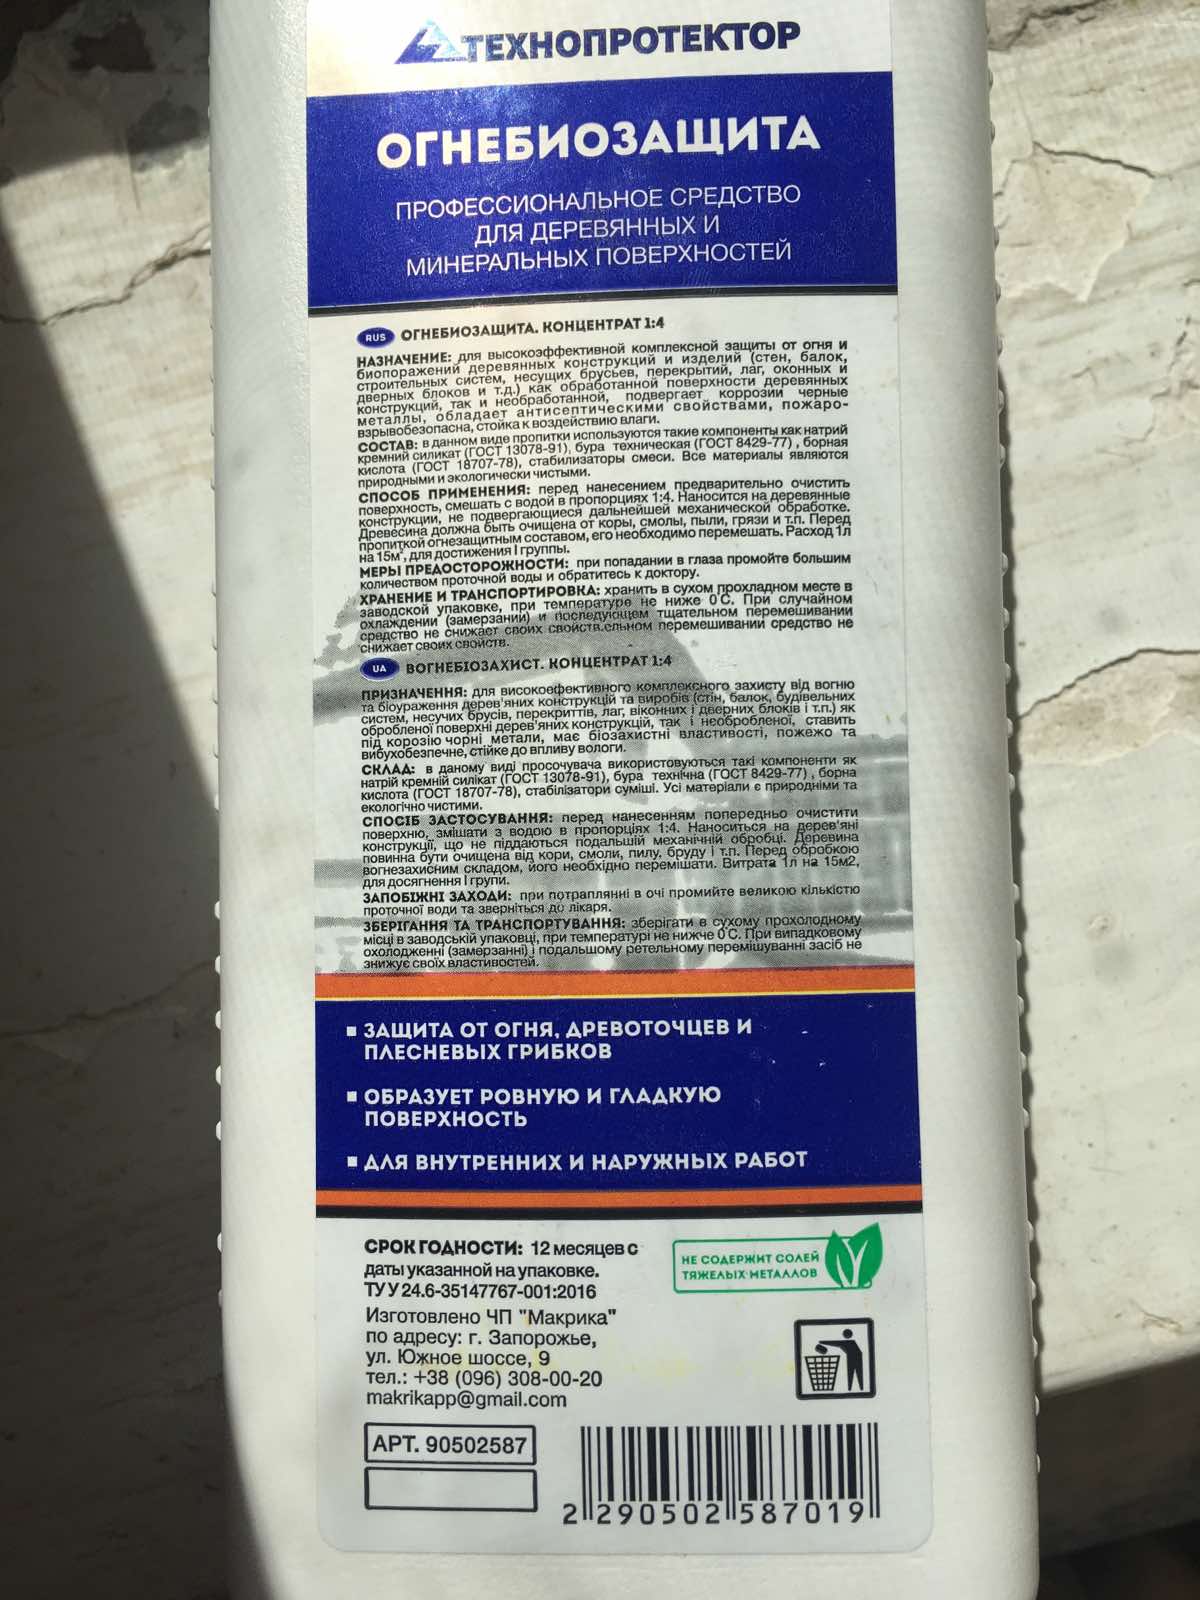 ТЕХНОПРОТЕКТОР
ОГНЕБИОЗАЩИТА
ПРОФЕССИОНАЛЬНОЕ СРЕДСТВО
ДЛЯ ДЕРЕВЯННЫХ И
МИНЕРАЛЬНЫХ ПОВЕРХНОСТЕЙ
RUS ОГНЕБИОЗАЩИТА. КОНЦЕНТРАТ 1:4
НАЗНАЧЕНИЕ: для высокоэффективной комплексной защиты от огня и
биопоражений деревянных конструкций и изделий (стен, балок,
строительных систем, несущих брусьев, перекрытий, лаг, оконных и
дверных блоков и т.д.) как обработанной поверхности деревянных
конструкций, так и необработанной, подвергает коррозии черные
металлы, обладает антисептическими свойствами, пожаро-
взрывобезопасна, стойка к воздействию влаги.
СОСТАВ: в данном виде пропитки используются такие компоненты как натрий
кремний силикат (ГОСТ 13078-91), бура техническая (ГОСТ 8429-77) , борная
кислота (ГОСТ 18707-78), стабилизаторы смеси. Все материалы являются
природными и экологически чистыми.
СПОСОБ ПРИМЕНЕНИЯ: перед нанесением предварительно очистить
поверхность, смешать с водой в пропорциях 1:4. Наносится на деревянные
конструкции, не подвергающиеся дальнейшей механической обработке.
Древесина должна быть очищена от коры, смолы, пыли, грязи и т.п. Перед
пропиткой огнезащитным составом, его необходимо перемешать. Расход 1л
на 15м², для достижения I группы.
МЕРЫ ПРЕДОСТОРОЖНОСТИ: при попадании в глаза промойте большим
количеством проточной воды и обратитесь к доктору.
ХРАНЕНИЕ И ТРАНСПОРТИРОВКА: хранить в сухом прохладном месте в
заводской упаковке, при температуре не ниже 0°С. При случайном
охлаждении (замерзании) и последующем тщательном перемешивании
средство не снижает своих свойств.ельном перемешивании средство не
снижает своих свойств.
UA ВОГНЕБІОЗАХИСТ. КОНЦЕНТРАТ 1:4
ПРИЗНАЧЕННЯ: для високоефективного комплексного захисту від вогню
та біоураження дерев'яних конструкцій та виробів (стін, балок, будівельних
систем, несучих брусів, перекриттів, лаг, віконних і дверних блоків і т.п.) як
обробленої поверхні дерев'яних конструкцій, так і необробленої, ставить
під корозію чорні метали, має біозахистні властивості, пожежо та
вибухобезпечне, стійке до впливу вологи.
СКЛАД: в даному виді просочувача використовуються такі компоненти як
натрій кремній силікат (ГОСТ 13078-91), бура технічна (ГОСТ 8429-77) , борна
кислота (ГОСТ 18707-78), стабілізатори суміші. Усі матеріали є природніми та
екологічно чистими.
СПОСІБ ЗАСТОСУВАННЯ: перед нанесенням попередньо очистити
поверхню, змішати з водою в пропорціях 1:4. Наноситься на дерев'яні
конструкції, що не піддаються подальшій механічній обробці. Деревина
повинна бути очищена від кори, смоли, пилу, бруду і т.п. Перед обробкою
вогнезахисним складом, його необхідно перемішати. Витрата 1л на 15м2,
для досягнення І групи.
ЗАПОБІЖНІ ЗАХОДИ: при потраплянні в очі промийте великою кількістю
проточної води та зверніться до лікаря.
ЗБЕРІГАННЯ ТА ТРАНСПОРТУВАННЯ: зберігати в сухому прохолодному
місці в заводській упаковці, при температурі не нижче 0°С. При випадковому
охолодженні (замерзанні) і подальшому ретельному перемішуванні засіб не
знижує своїх властивостей.
▪ ЗАЩИТА ОТ ОГНЯ, ДРЕВОТОЧЦЕВ И
ПЛЕСНЕВЫХ ГРИБКОВ
▪ ОБРАЗУЕТ РОВНУЮ И ГЛАДКУЮ
ПОВЕРХНОСТЬ
▪ ДЛЯ ВНУТРЕННИХ И НАРУЖНЫХ РАБОТ
СРОК ГОДНОСТИ: 12 месяцев с
даты указанной на упаковке.
ТУ У 24.6-35147767-001:2016
Изготовлено ЧП "Макрика"
по адресу: г. Запорожье,
ул. Южное шоссе, 9
тел.: +38 (096) 308-00-20
makrikapp@gmail.com
НЕ СОДЕРЖИТ СОЛЕЙ
ТЯЖЕЛЫХ МЕТАЛЛОВ
АРТ. 90502587
2 290502 587019